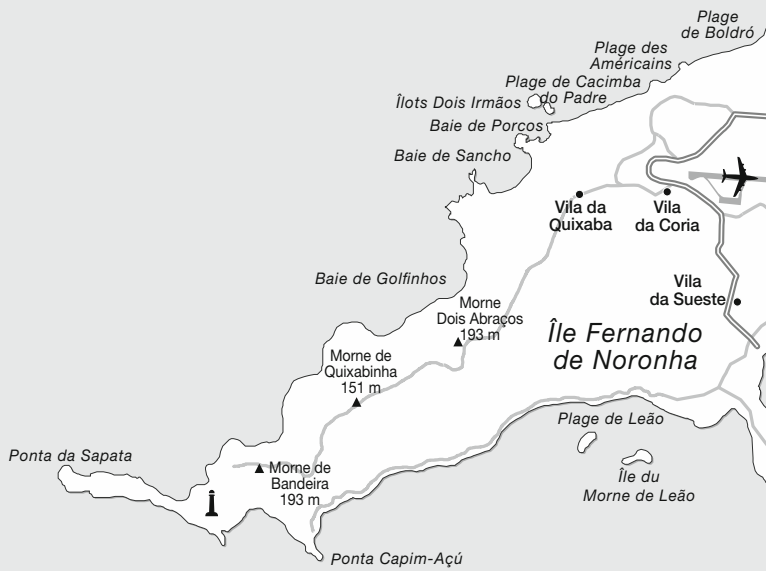 Plage
de Boldró
Plage des
Américains
Plage de Cacimba
do Padre
Îlots Dois Irmãos
Baie de Porcos
Baie de Sancho
Vila da
Quixaba
Vila
da Coria
Baie de Golfinhos
Vila
da Sueste
Morne
Dois Abraços
193 m
Île Fernando
de Noronha
Morne de
Quixabinha
151 m
Plage de Leão
Ponta da Sapata
Morne de
Bandeira
193 m
Île du
Morne de Leão
Ponta Capim-Açú